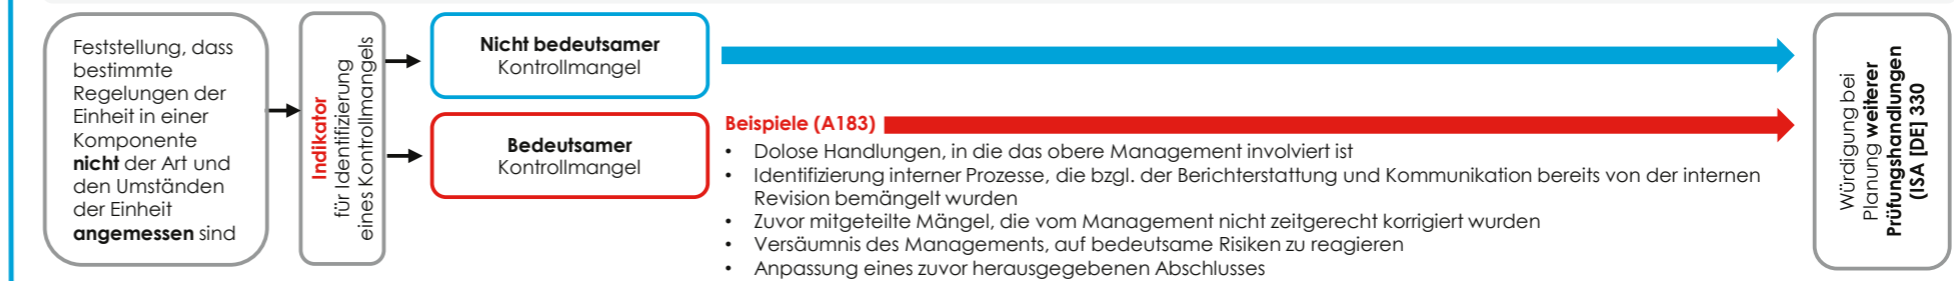 Feststellung, dass
bestimmte
Regelungen der
Einheit in einer
Komponente
nicht der Art und
den Umständen
der Einheit
angemessen sind
Indikator
für Identifizierung
eines Kontrollmangels
Nicht bedeutsamer
Kontrollmangel
Bedeutsamer
Kontrollmangel
Beispiele (A183)
• Dolose Handlungen, in die das obere Management involviert ist
• Identifizierung interner Prozesse, die bzgl. der Berichterstattung und Kommunikation bereits von der internen
Revision bemängelt wurden
• Zuvor mitgeteilte Mängel, die vom Management nicht zeitgerecht korrigiert wurden
• Versäumnis des Managements, auf bedeutsame Risiken zu reagieren
• Anpassung eines zuvor herausgegebenen Abschlusses
Würdigung bei
Planung weiterer
Prüfungshandlungen
(ISA [DE] 330